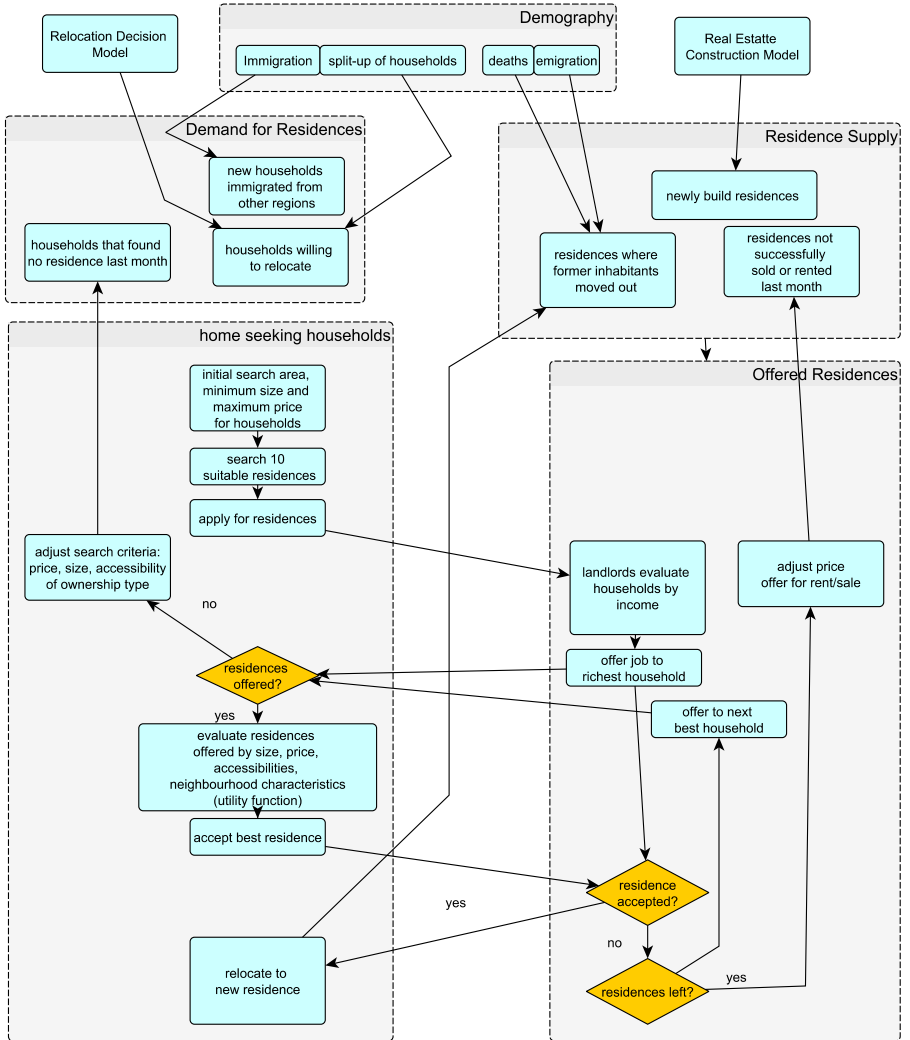 Demography
Relocation Decision
Model
Real Estatte
Construction Model
Immigration
split-up of households
deaths
emigration
Demand for Residences
Residence Supply
new households
immigrated from
other regions
newly build residences
households that found
no residence last month
households willing
to relocate
residences where
former inhabitants
moved out
residences not
successfully
sold or rented
last month
home seeking households
Offered Residences
initial search area,
minimum size and
maximum price
for households
search 10
suitable residences
apply for residences
adjust search criteria:
price, size, accessibility
of ownership type
landlords evaluate
households by
income
adjust price
offer for rent/sale
no
residences
offered?
offer job to
richest household
yes
offer to next
best household
evaluate residences
offered by size, price,
accessibilities,
neighbourhood characteristics
(utility function)
accept best residence
residence
accepted?
yes
no
relocate to
new residence
residences left?
yes